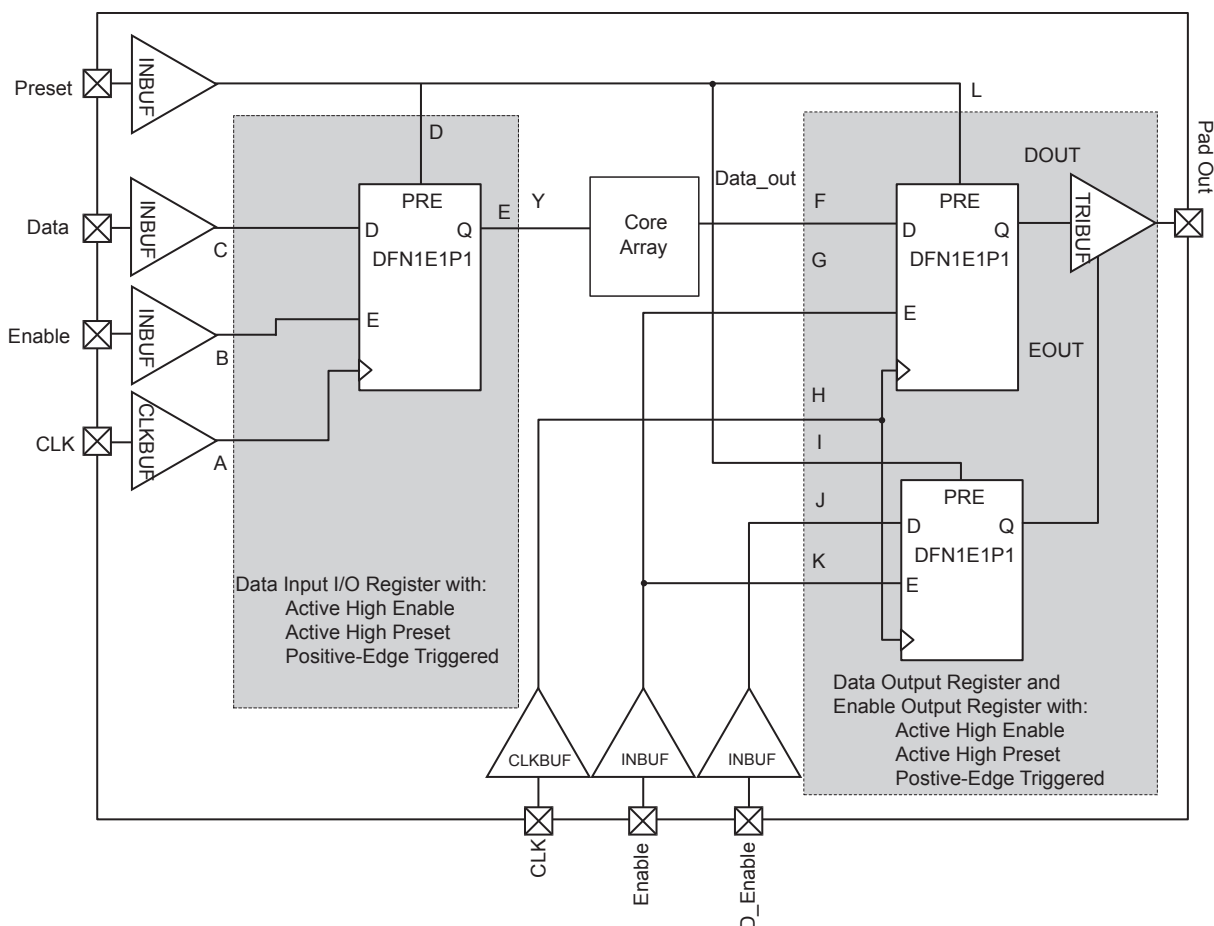 Preset
INBUF
L
D
Pad Out
DOUT
Data
INBUF
C
PRE
D
Q
DFN1E1P1
E
Y
Core
Array
Data_out
F
PRE
D
Q
DFN1E1P1
TRIBUF
G
Enable
INBUF
B
E
E
EOUT
CLK
CLKBUF
A
H
I
PRE
J
D
Q
DFN1E1P1
K
E
Data Input I/O Register with:
Active High Enable
Active High Preset
Positive-Edge Triggered
Data Output Register and
Enable Output Register with:
Active High Enable
Active High Preset
Postive-Edge Triggered
CLKBUF
INBUF
INBUF
CLK
Enable
D_Enable